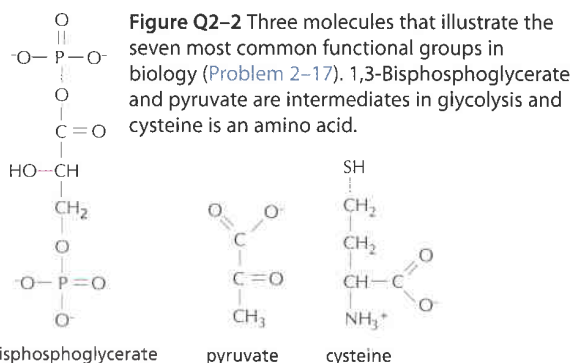 Figure Q2–2 Three molecules that illustrate the
seven most common functional groups in
biology (Problem 2–17). 1,3-Bisphosphoglycerate
and pyruvate are intermediates in glycolysis and
cysteine is an amino acid.
O
-O–P–O-
O
C=O
HO--CH
CH2
O
-O–P=O
O-
isphosphoglycerate
O O-
C
C=O
CH3
pyruvate
SH
CH2
CH2
O
CH–C
O-
NH3+
cysteine